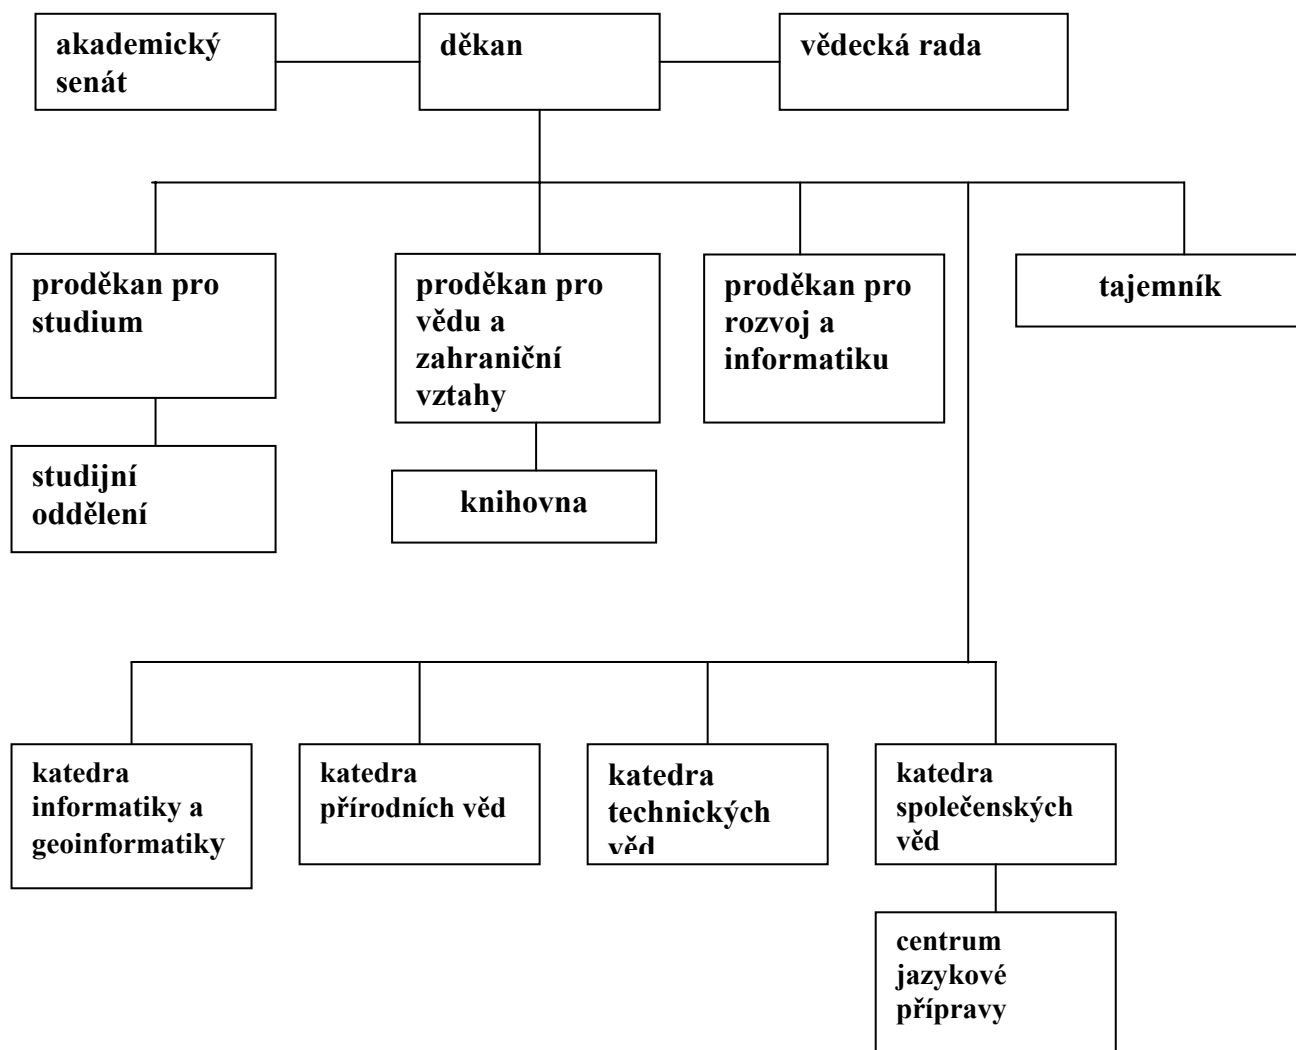 akademický
senát
děkan
vědecká rada
proděkan pro
studium
proděkan pro
vědu a
zahraniční
vztahy
proděkan pro
rozvoj a
informatiku
tajemník
studijní
oddělení
knihovna
katedra
informatiky a
geoinformatiky
katedra
přírodních věd
katedra
technických
věd
katedra
společenských
věd
centrum
jazykové
přípravy